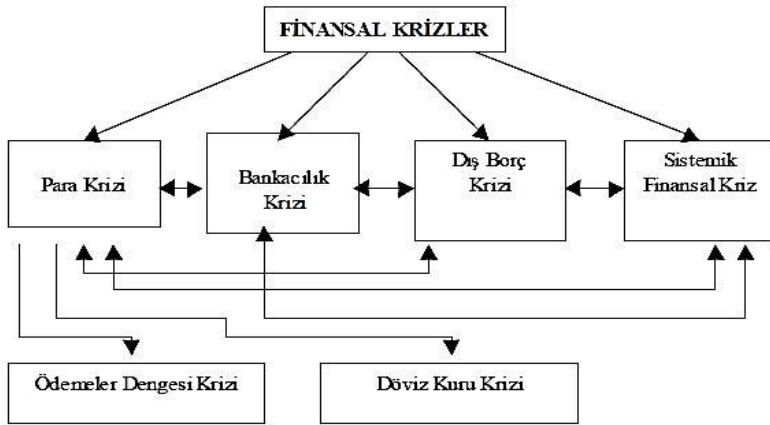 FİNANSAL KRİZLER
Para Krizi
Bankacılık
Krizi
Dış Borç
Krizi
Sistemik
Finansal Kriz
Ödemeler Dengesi Krizi
Döviz Kuru Krizi